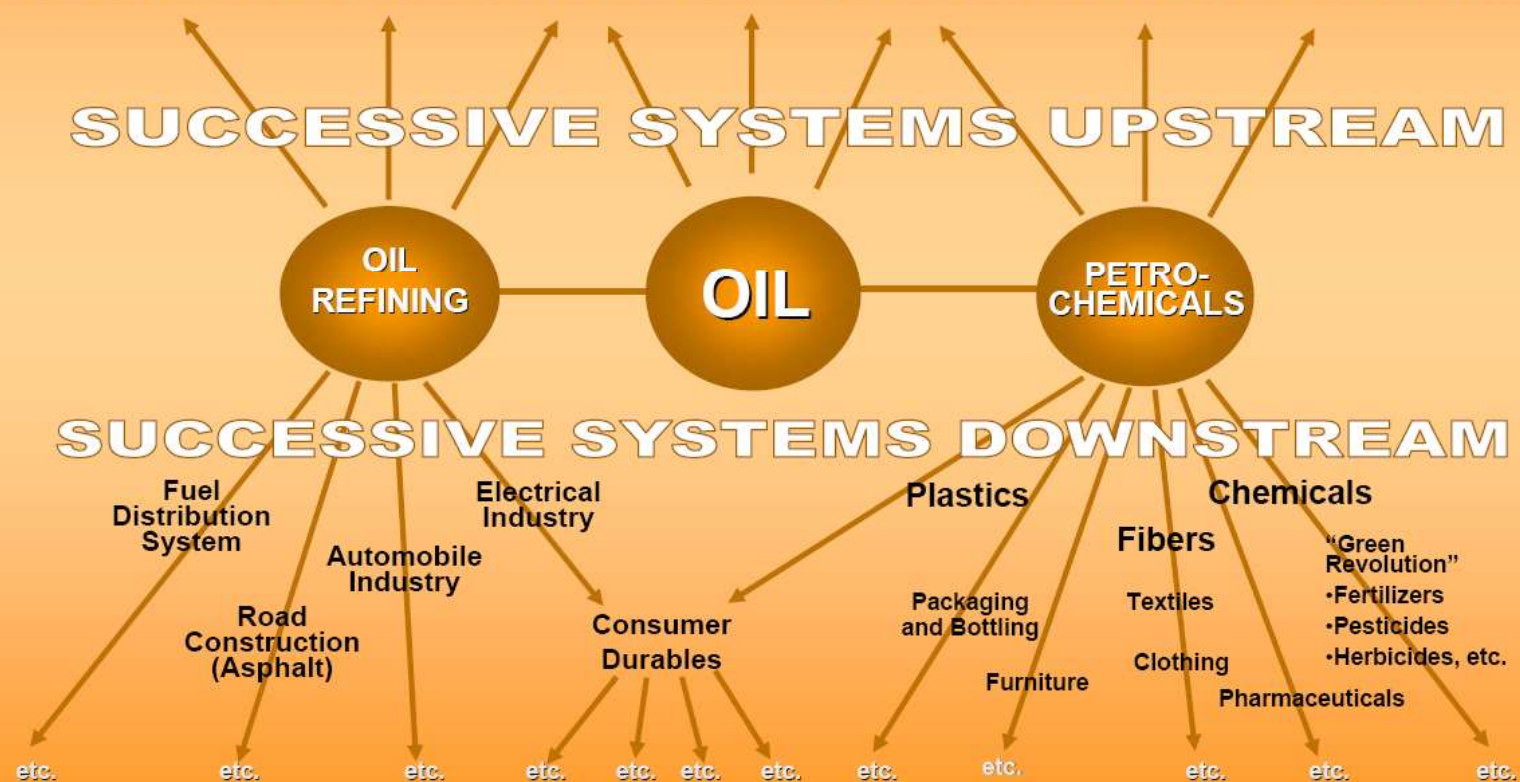 SUCCESSIVE SYSTEMS UPSTREAM
OIL
REFINING
OIL
PETRO-
CHEMICALS
SUCCESSIVE SYSTEMS DOWNSTREAM
Fuel
Distribution
System
Electrical
Industry
Automobile
Industry
Road
Construction
(Asphalt)
Consumer
Durables
Plastics
Packaging
and Bottling
Furniture
Fibers
Textiles
Clothing
Chemicals
“Green
Revolution”
•Fertilizers
•Pesticides
•Herbicides, etc.
Pharmaceuticals
etc.
etc.
etc.
etc.
etc.
etc.
etc.
etc.
etc.
etc.
etc.
etc.